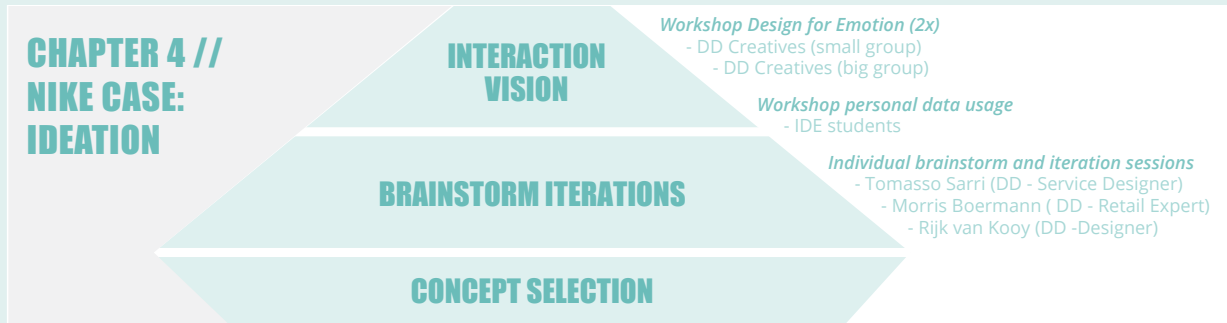 CHAPTER 4 //
NIKE CASE:
IDEATION
INTERACTION
VISION
BRAINSTORM ITERATIONS
CONCEPT SELECTION
Workshop Design for Emotion (2x)
- DD Creatives (small group)
- DD Creatives (big group)
Workshop personal data usage
- IDE students
Individual brainstorm and iteration sessions
- Tomasso Sarri (DD - Service Designer)
- Morris Boermann ( DD - Retail Expert)
- Rijk van Kooy (DD -Designer)